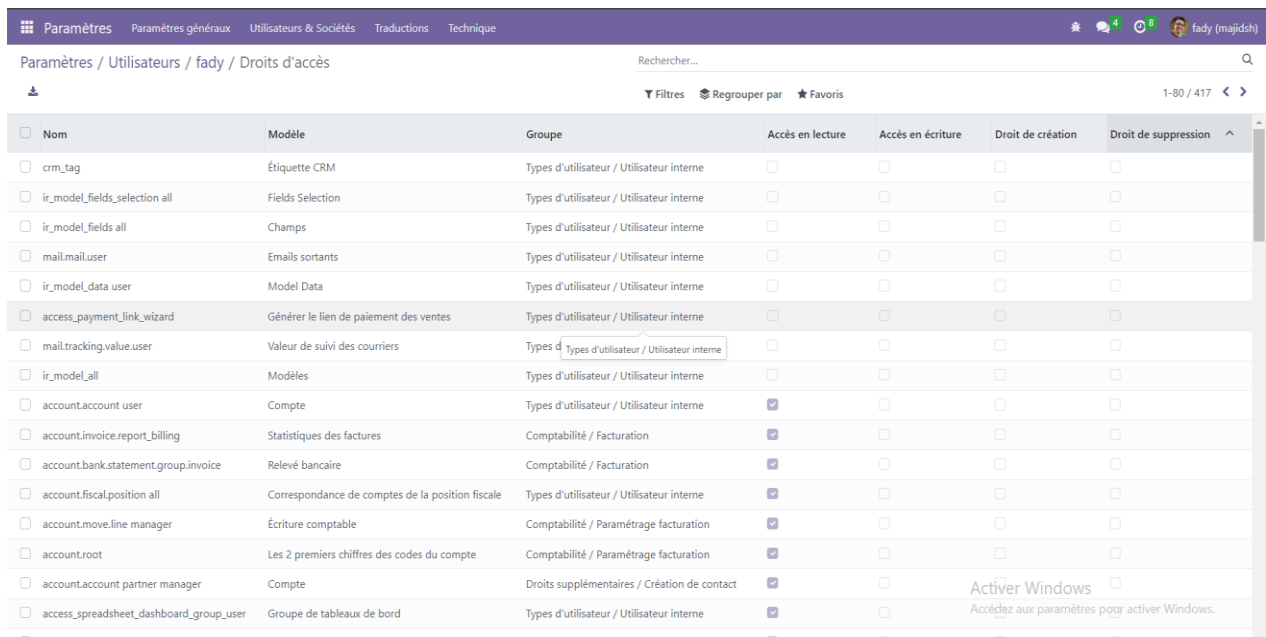 Paramètres Paramètres généraux Utilisateurs & Sociétés Traductions Technique 4 8 fady (majidsh)
Paramètres / Utilisateurs / fady / Droits d'accès Rechercher...
Filtres Regrouper par Favoris 1-80 / 417
Nom Modèle Groupe Accès en lecture Accès en écriture Droit de création Droit de suppression
crm_tag Étiquette CRM Types d'utilisateur / Utilisateur interne
ir_model_fields_selection all Fields Selection Types d'utilisateur / Utilisateur interne
ir_model_fields all Champs Types d'utilisateur / Utilisateur interne
mail.mail.user Emails sortants Types d'utilisateur / Utilisateur interne
ir_model_data user Model Data Types d'utilisateur / Utilisateur interne
access_payment_link_wizard Générer le lien de paiement des ventes Types d'utilisateur / Utilisateur interne
mail.tracking.value.user Valeur de suivi des courriers Types d Types d'utilisateur / Utilisateur interne
ir_model_all Modèles Types d'utilisateur / Utilisateur interne
account.account user Compte Types d'utilisateur / Utilisateur interne
account.invoice.report_billing Statistiques des factures Comptabilité / Facturation
account.bank.statement.group.invoice Relevé bancaire Comptabilité / Facturation
account.fiscal.position all Correspondance de comptes de la position fiscale Types d'utilisateur / Utilisateur interne
account.move.line manager Écriture comptable Comptabilité / Paramétrage facturation
account.root Les 2 premiers chiffres des codes du compte Comptabilité / Paramétrage facturation
account.account partner manager Compte Droits supplémentaires / Création de contact Activer Windows
access_spreadsheet_dashboard_group_user Groupe de tableaux de bord Types d'utilisateur / Utilisateur interne Accédez aux paramètres pour activer Windows.